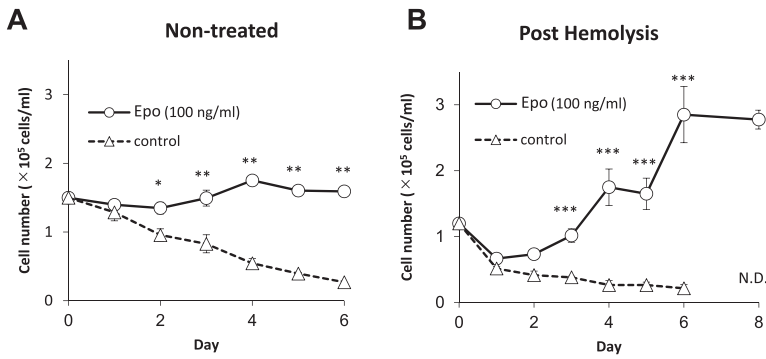 A
Non-treated
Cell number (×10⁵ cells/ml)
3
2
1
0
Epo (100 ng/ml)
control
*
**
**
**
**
0
2
4
6
Day
B
Post Hemolysis
Cell number (×10⁵ cells/ml)
3
2
1
0
Epo (100 ng/ml)
control
***
***
***
***
N.D.
0
2
4
6
8
Day